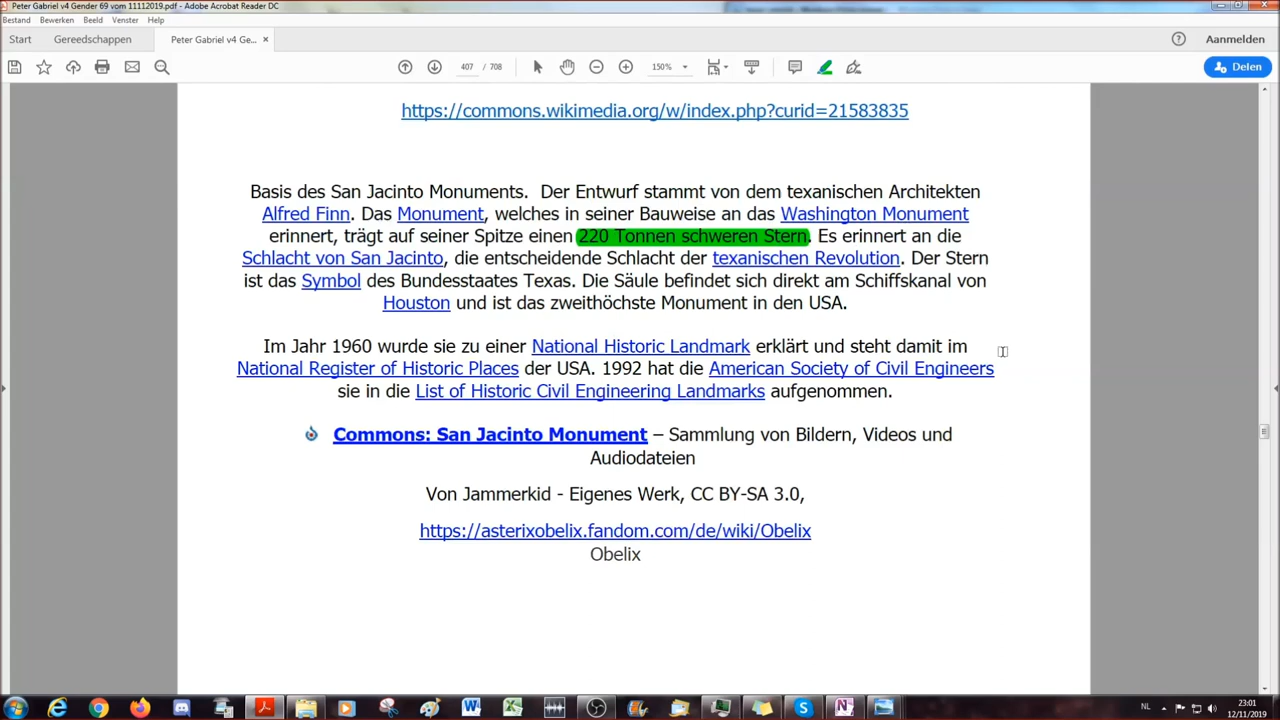 Peter Gabriel v4 Gender 69 vom 11112019.pdf - Adobe Acrobat Reader DC
Bestand Bewerken Beeld Venster Help
Start Gereedschappen Peter Gabriel v4 Ge... × Aanmelden
407 / 708 150% Delen
https://commons.wikimedia.org/w/index.php?curid=21583835
Basis des San Jacinto Monuments. Der Entwurf stammt von dem texanischen Architekten
Alfred Finn. Das Monument, welches in seiner Bauweise an das Washington Monument
erinnert, trägt auf seiner Spitze einen 220 Tonnen schweren Stern. Es erinnert an die
Schlacht von San Jacinto, die entscheidende Schlacht der texanischen Revolution. Der Stern
ist das Symbol des Bundesstaates Texas. Die Säule befindet sich direkt am Schiffskanal von
Houston und ist das zweithöchste Monument in den USA.
Im Jahr 1960 wurde sie zu einer National Historic Landmark erklärt und steht damit im
National Register of Historic Places der USA. 1992 hat die American Society of Civil Engineers
sie in die List of Historic Civil Engineering Landmarks aufgenommen.
Commons: San Jacinto Monument – Sammlung von Bildern, Videos und
Audiodateien
Von Jammerkid - Eigenes Werk, CC BY-SA 3.0,
https://asterixobelix.fandom.com/de/wiki/Obelix
Obelix
NL 23:01
12/11/2019